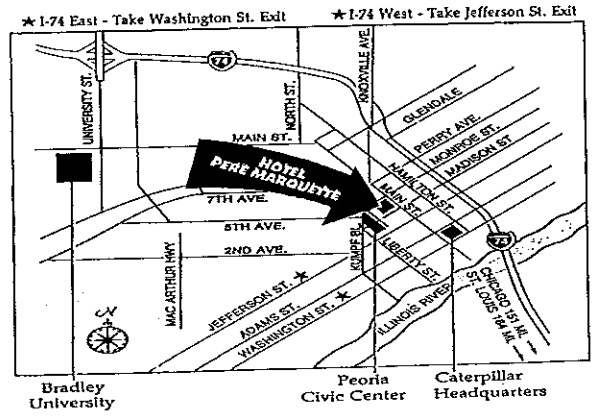 ★ I-74 East - Take Washington St. Exit
★ I-74 West - Take Jefferson St. Exit
UNIVERSITY ST.
74
NORTH ST.
KNOXVILLE AVE.
GLENDALE
PERRY AVE.
MONROE ST.
MADISON ST
MAIN ST.
HAMILTON ST.
MAIN ST.
HOTEL
PERE MARQUETTE
7TH AVE.
5TH AVE.
2ND AVE.
MAC ARTHUR HWY.
KUMPF BL.
LIBERTY ST.
74
JEFFERSON ST. ★
ADAMS ST.
WASHINGTON ST. ★
ILLINOIS RIVER
CHICAGO 151 MI.
ST. LOUIS 184 MI.
N
Bradley
University
Peoria
Civic Center
Caterpillar
Headquarters